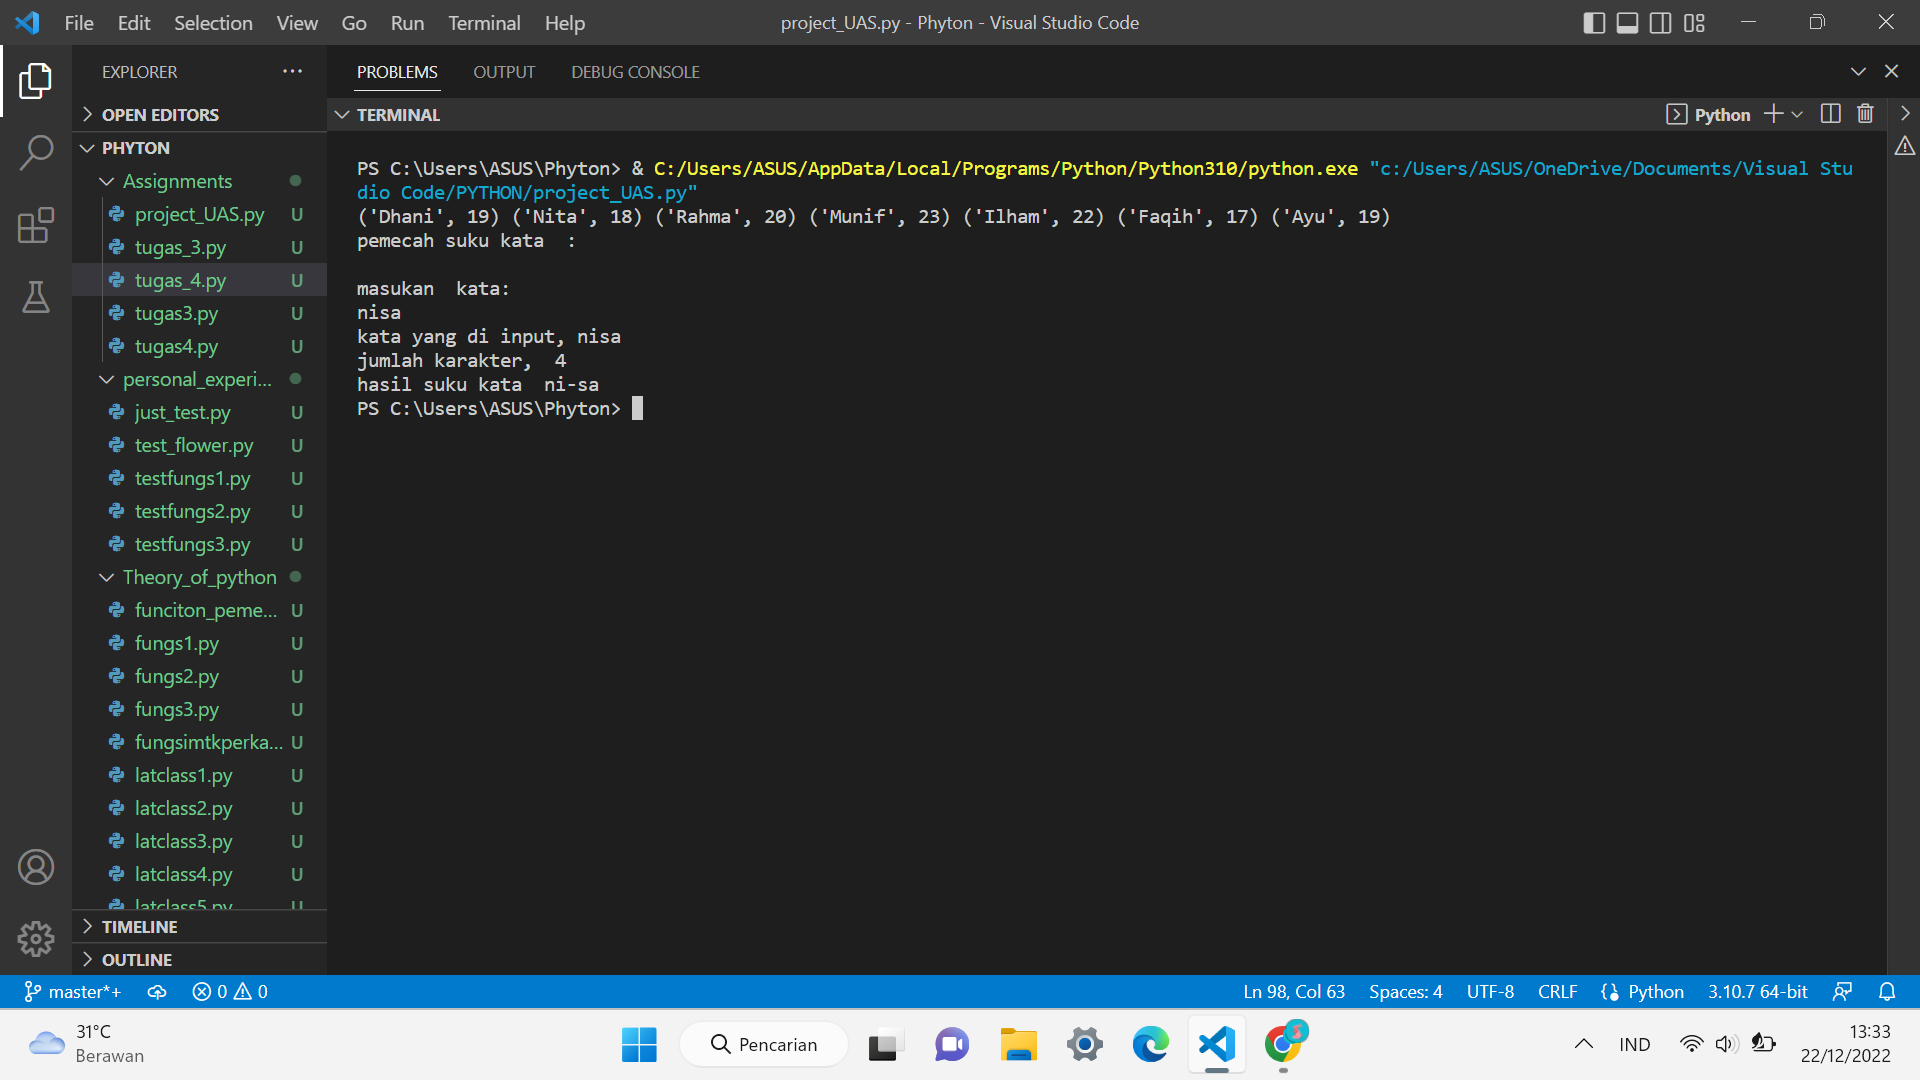 File Edit Selection View Go Run Terminal Help
project_UAS.py - Phyton - Visual Studio Code
EXPLORER
OPEN EDITORS
PHYTON
Assignments
project_UAS.py U
tugas_3.py U
tugas_4.py U
tugas3.py U
tugas4.py U
personal_experi...
just_test.py U
test_flower.py U
testfungs1.py U
testfungs2.py U
testfungs3.py U
Theory_of_python
funciton_peme... U
fungs1.py U
fungs2.py U
fungs3.py U
fungsimtkperka... U
latclass1.py U
latclass2.py U
latclass3.py U
latclass4.py U
latclass5.py U
TIMELINE
OUTLINE
PROBLEMS OUTPUT DEBUG CONSOLE
TERMINAL
Python
PS C:\Users\ASUS\Phyton> & C:/Users/ASUS/AppData/Local/Programs/Python/Python310/python.exe "c:/Users/ASUS/OneDrive/Documents/Visual Stu
dio Code/PYTHON/project_UAS.py"
('Dhani', 19) ('Nita', 18) ('Rahma', 20) ('Munif', 23) ('Ilham', 22) ('Faqih', 17) ('Ayu', 19)
pemecah suku kata  :
masukan  kata:
nisa
kata yang di input, nisa
jumlah karakter,  4
hasil suku kata  ni-sa
PS C:\Users\ASUS\Phyton>
master*+ 0 0 Ln 98, Col 63 Spaces: 4 UTF-8 CRLF Python 3.10.7 64-bit
31°C
Berawan
Pencarian
IND
13:33
22/12/2022